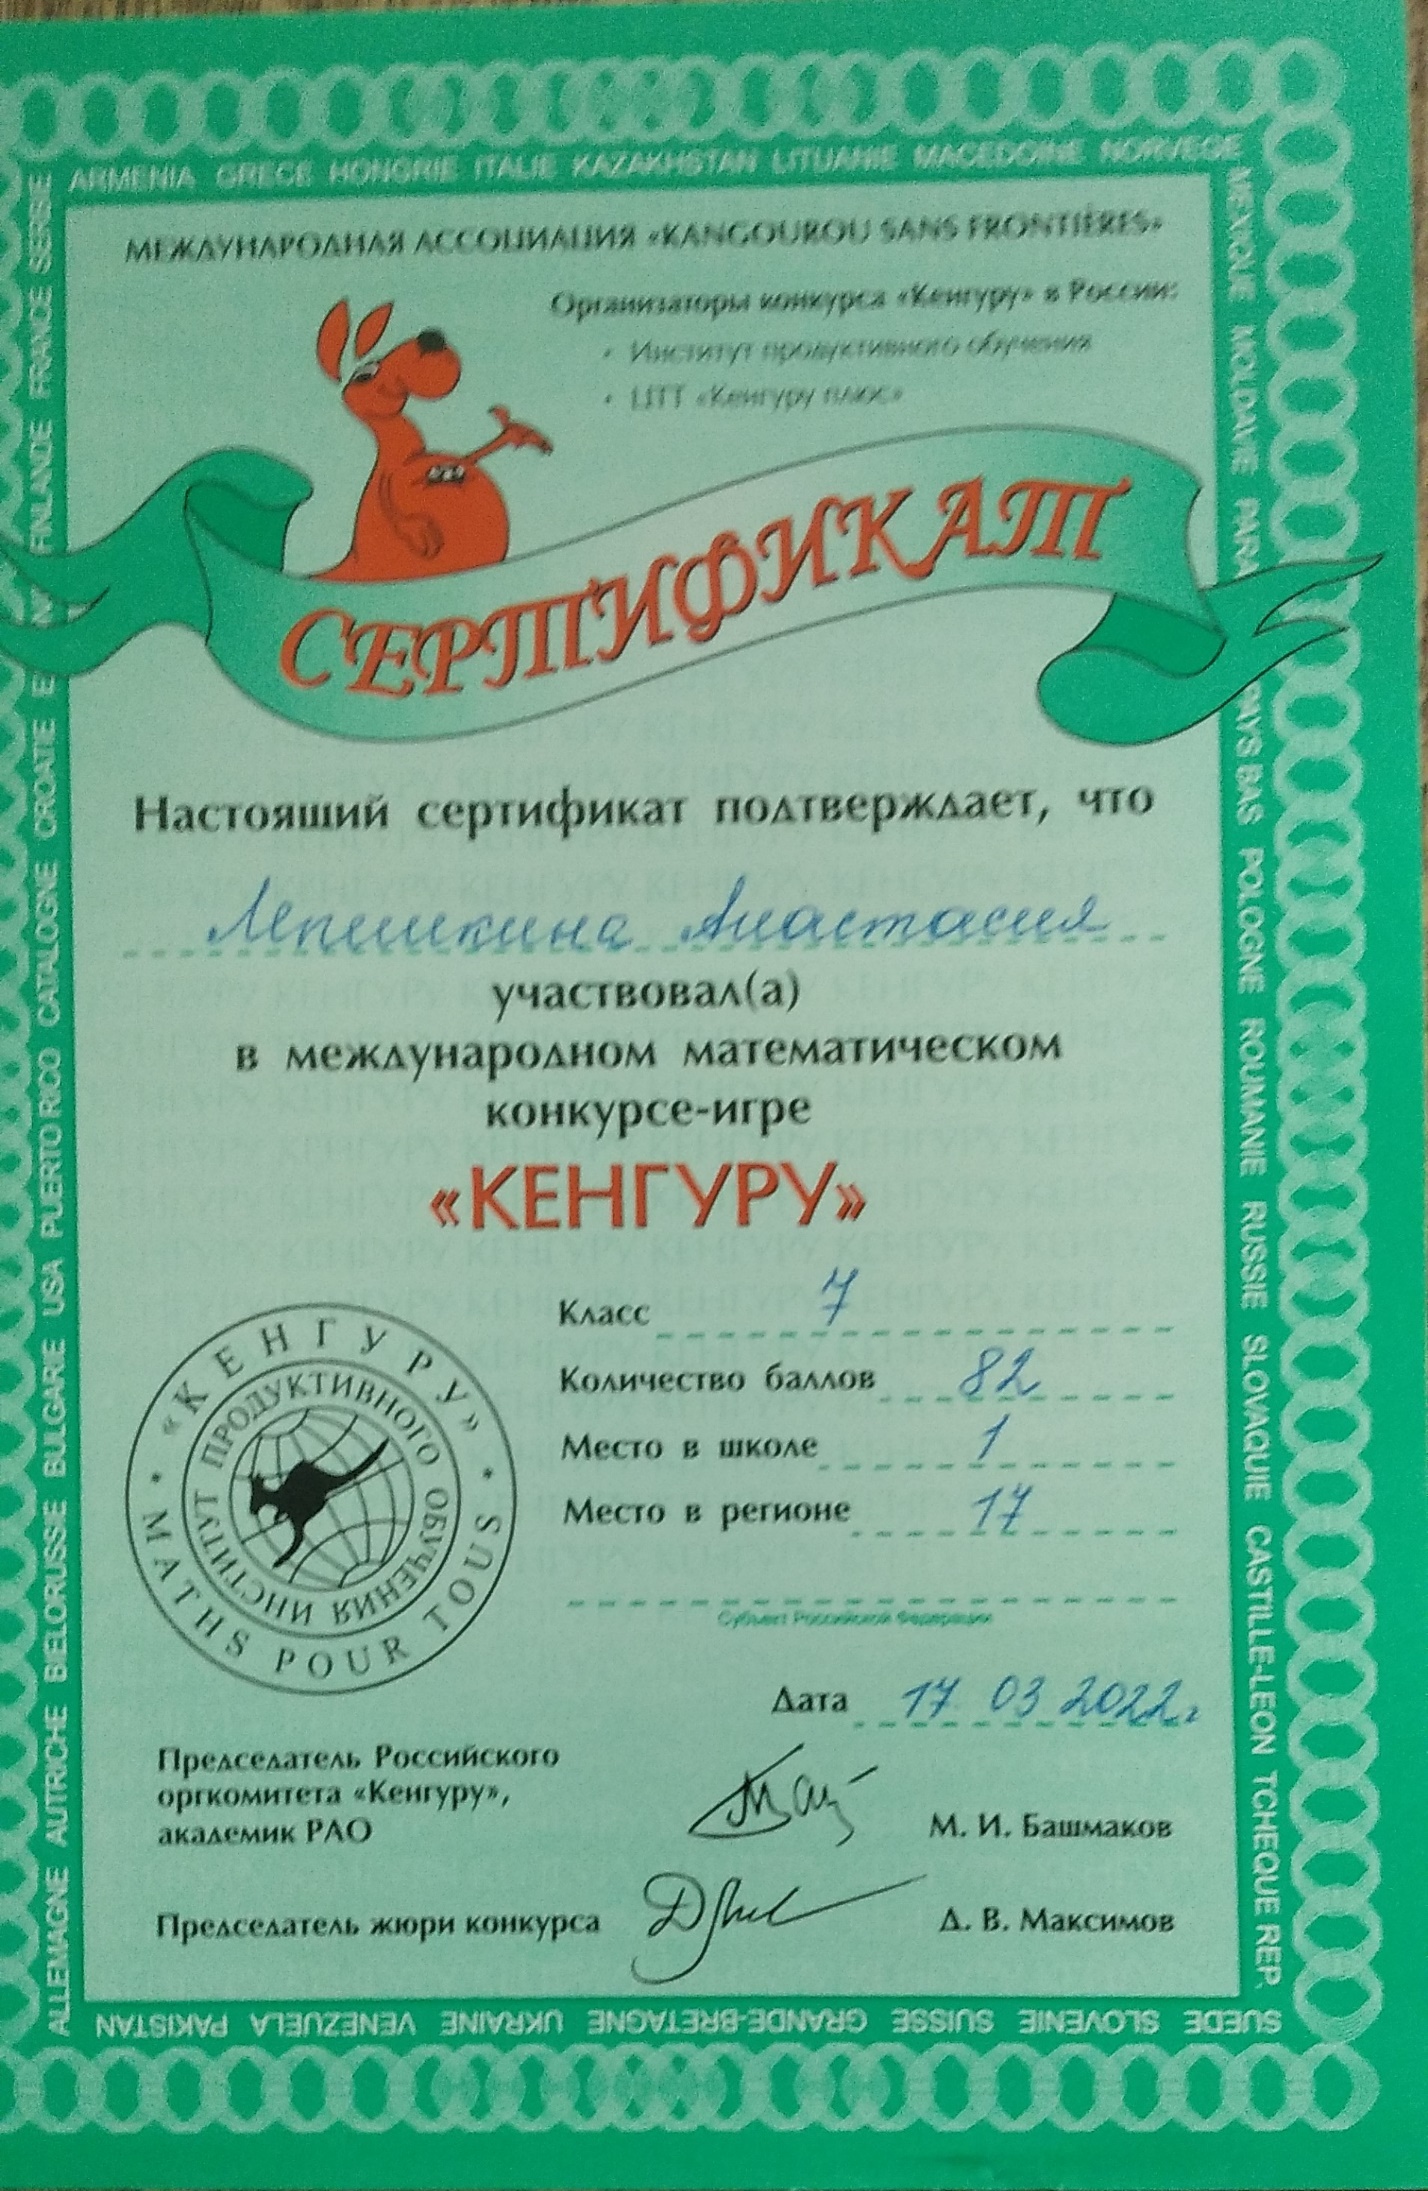 ARMENIA GRECE HONGRIE ITALIE KAZAKHSTAN LITUANIE MACEDOINE NORVEGE
МЕЖДУНАРОДНАЯ АССОЦИАЦИЯ «KANGOUROU SANS FRONTIÈRES»
Организаторы конкурса «Кенгуру» в России:
• Институт продуктивного обучения
• ЦТТ «Кенгуру плюс»
СЕРТИФИКАТ
Настоящий сертификат подтверждает, что
Лепишкина Анастасия
участвовал(а)
в международном математическом
конкурсе-игре
«КЕНГУРУ»
Класс 7
Количество баллов 82
Место в школе 1
Место в регионе 17
Субъект Российской Федерации
Дата 17 03 2022г
«КЕНГУРУ»
MATHS POUR TOUS
ИНСТИТУТ ПРОДУКТИВНОГО ОБУЧЕНИЯ
Председатель Российского
оргкомитета «Кенгуру»,
академик РАО
М. И. Башмаков
Председатель жюри конкурса
Д. В. Максимов
MEXIQUE MOLDAVIE PAYS BAS POLOGNE ROUMANIE RUSSIE SLOVAQUIE CASTILLE-LEON TCHEQUE REP
SUEDE SLOVENIE SUISSE GRANDE-BRETAGNE UKRAINE VENEZUELA PAKISTAN
ALLEMAGNE AUTRICHE BIELORUSSIE BULGARIE USA PUERTO RICO CATALOGNE CROATE FINLANDE FRANCE SERBIE